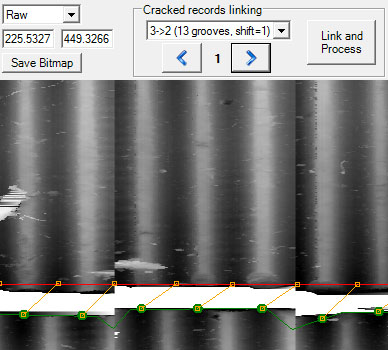 Raw
225.5327 449.3266
Save Bitmap
Cracked records linking
3->2 (13 grooves, shift=1)
1
Link and
Process